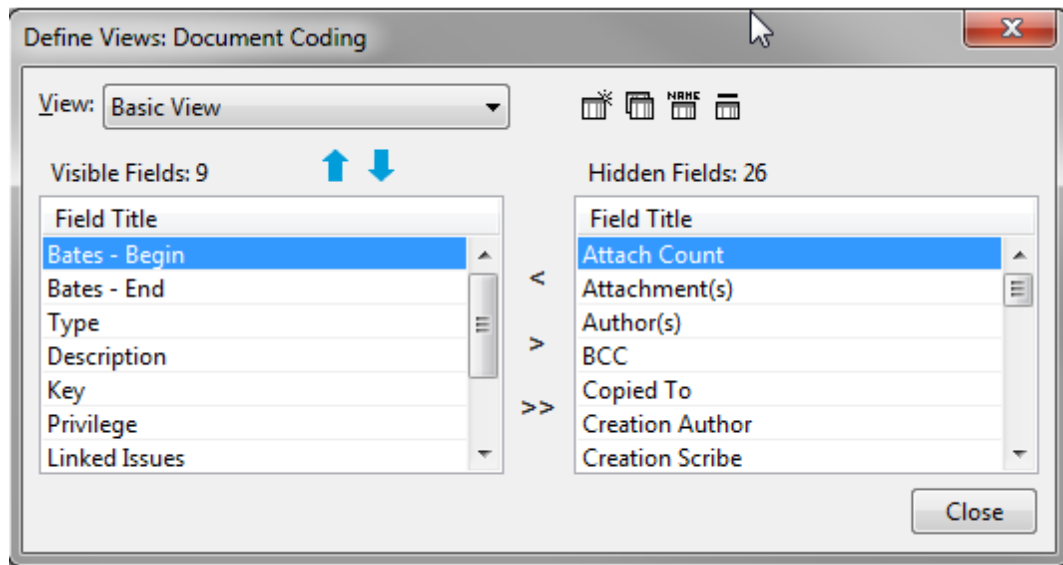 Define Views: Document Coding
View: Basic View
NAME
Visible Fields: 9
Hidden Fields: 26
Field Title
Bates - Begin
Bates - End
Type
Description
Key
Privilege
Linked Issues
<
>
>>
Field Title
Attach Count
Attachment(s)
Author(s)
BCC
Copied To
Creation Author
Creation Scribe
Close